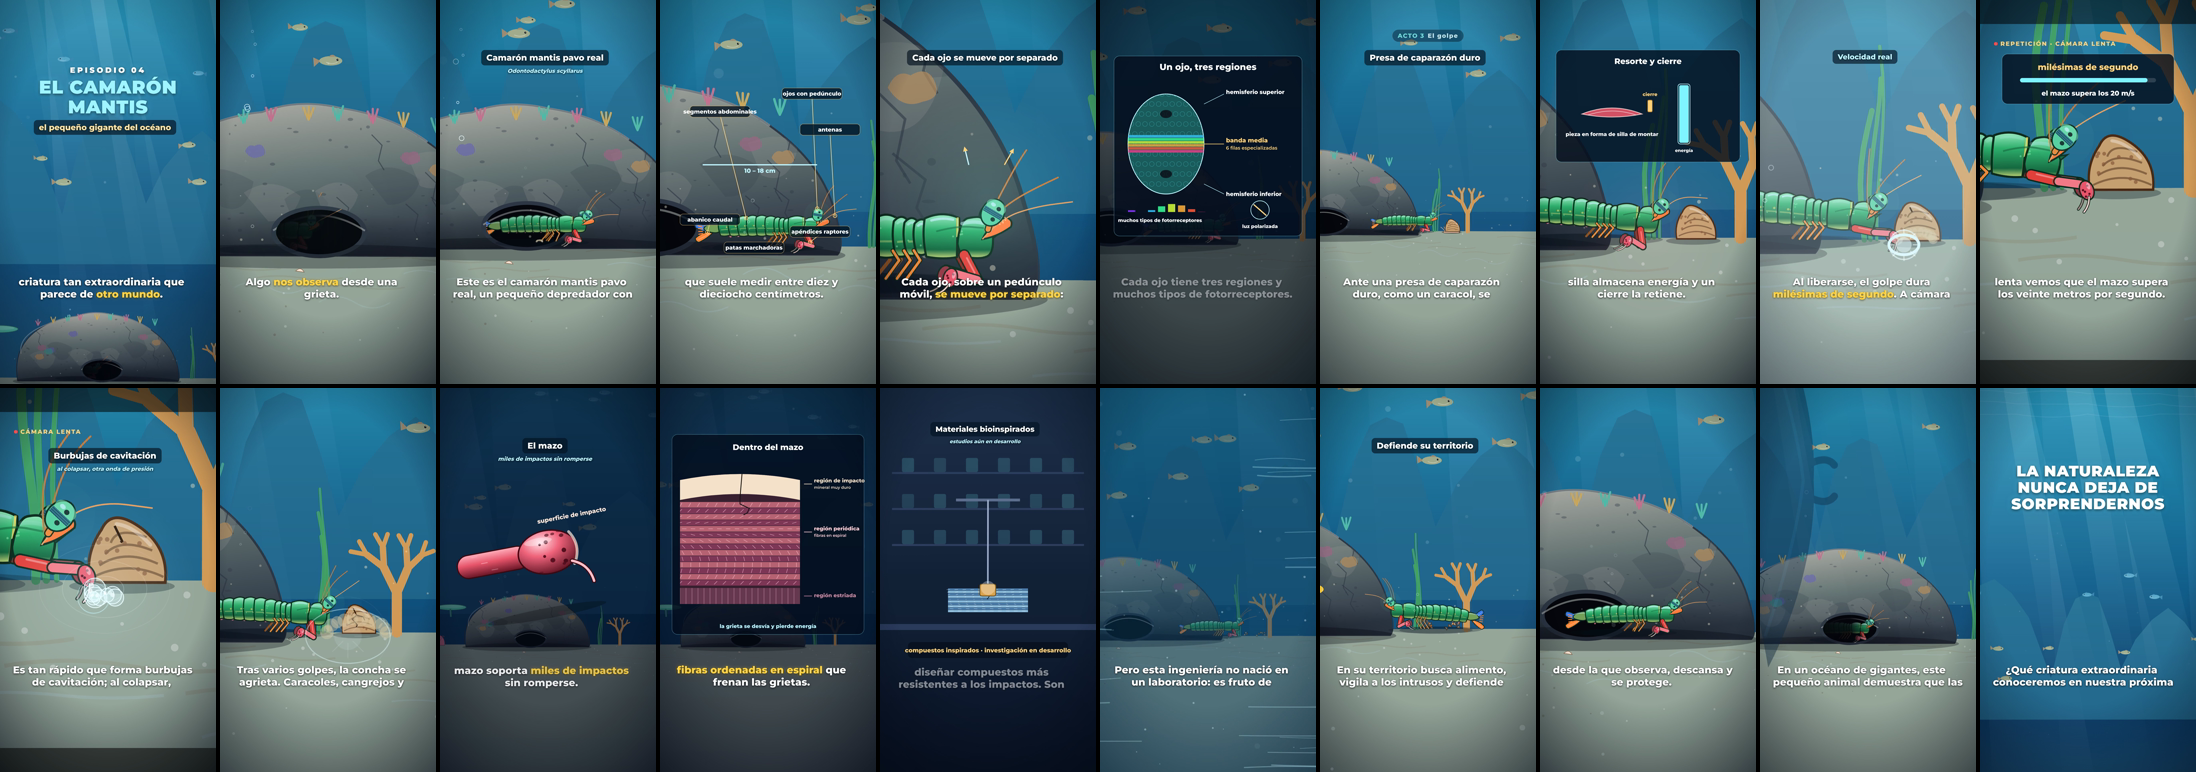 EPISODIO 04
EL CAMARÓN
MANTIS
el pequeño gigante del océano
criatura tan extraordinaria que
parece de otro mundo.
Algo nos observa desde una
grieta.
Camarón mantis pavo real
Odontodactylus scyllarus
Este es el camarón mantis pavo
real, un pequeño depredador con
ojos con pedúnculo
segmentos abdominales
antenas
10 – 18 cm
abanico caudal
apéndices raptores
patas marchadoras
que suele medir entre diez y
dieciocho centímetros.
Cada ojo se mueve por separado
Cada ojo, sobre un pedúnculo
móvil, se mueve por separado:
Un ojo, tres regiones
hemisferio superior
banda media
6 filas especializadas
hemisferio inferior
muchos tipos de fotorreceptores
luz polarizada
Cada ojo tiene tres regiones y
muchos tipos de fotorreceptores.
ACTO 3 El golpe
Presa de caparazón duro
Ante una presa de caparazón
duro, como un caracol, se
Resorte y cierre
cierre
pieza en forma de silla de montar
energía
silla almacena energía y un
cierre la retiene.
Velocidad real
Al liberarse, el golpe dura
milésimas de segundo. A cámara
REPETICIÓN · CÁMARA LENTA
milésimas de segundo
el mazo supera los 20 m/s
lenta vemos que el mazo supera
los veinte metros por segundo.
CÁMARA LENTA
Burbujas de cavitación
al colapsar, otra onda de presión
Es tan rápido que forma burbujas
de cavitación; al colapsar,
Tras varios golpes, la concha se
agrieta. Caracoles, cangrejos y
El mazo
miles de impactos sin romperse
superficie de impacto
mazo soporta miles de impactos
sin romperse.
Dentro del mazo
región de impacto
mineral muy duro
región periódica
fibras en espiral
región estriada
la grieta se desvía y pierde energía
fibras ordenadas en espiral que
frenan las grietas.
Materiales bioinspirados
estudios aún en desarrollo
compuestos inspirados · investigación en desarrollo
diseñar compuestos más
resistentes a los impactos. Son
Pero esta ingeniería no nació en
un laboratorio: es fruto de
Defiende su territorio
En su territorio busca alimento,
vigila a los intrusos y defiende
desde la que observa, descansa y
se protege.
En un océano de gigantes, este
pequeño animal demuestra que las
LA NATURALEZA
NUNCA DEJA DE
SORPRENDERNOS
¿Qué criatura extraordinaria
conoceremos en nuestra próxima